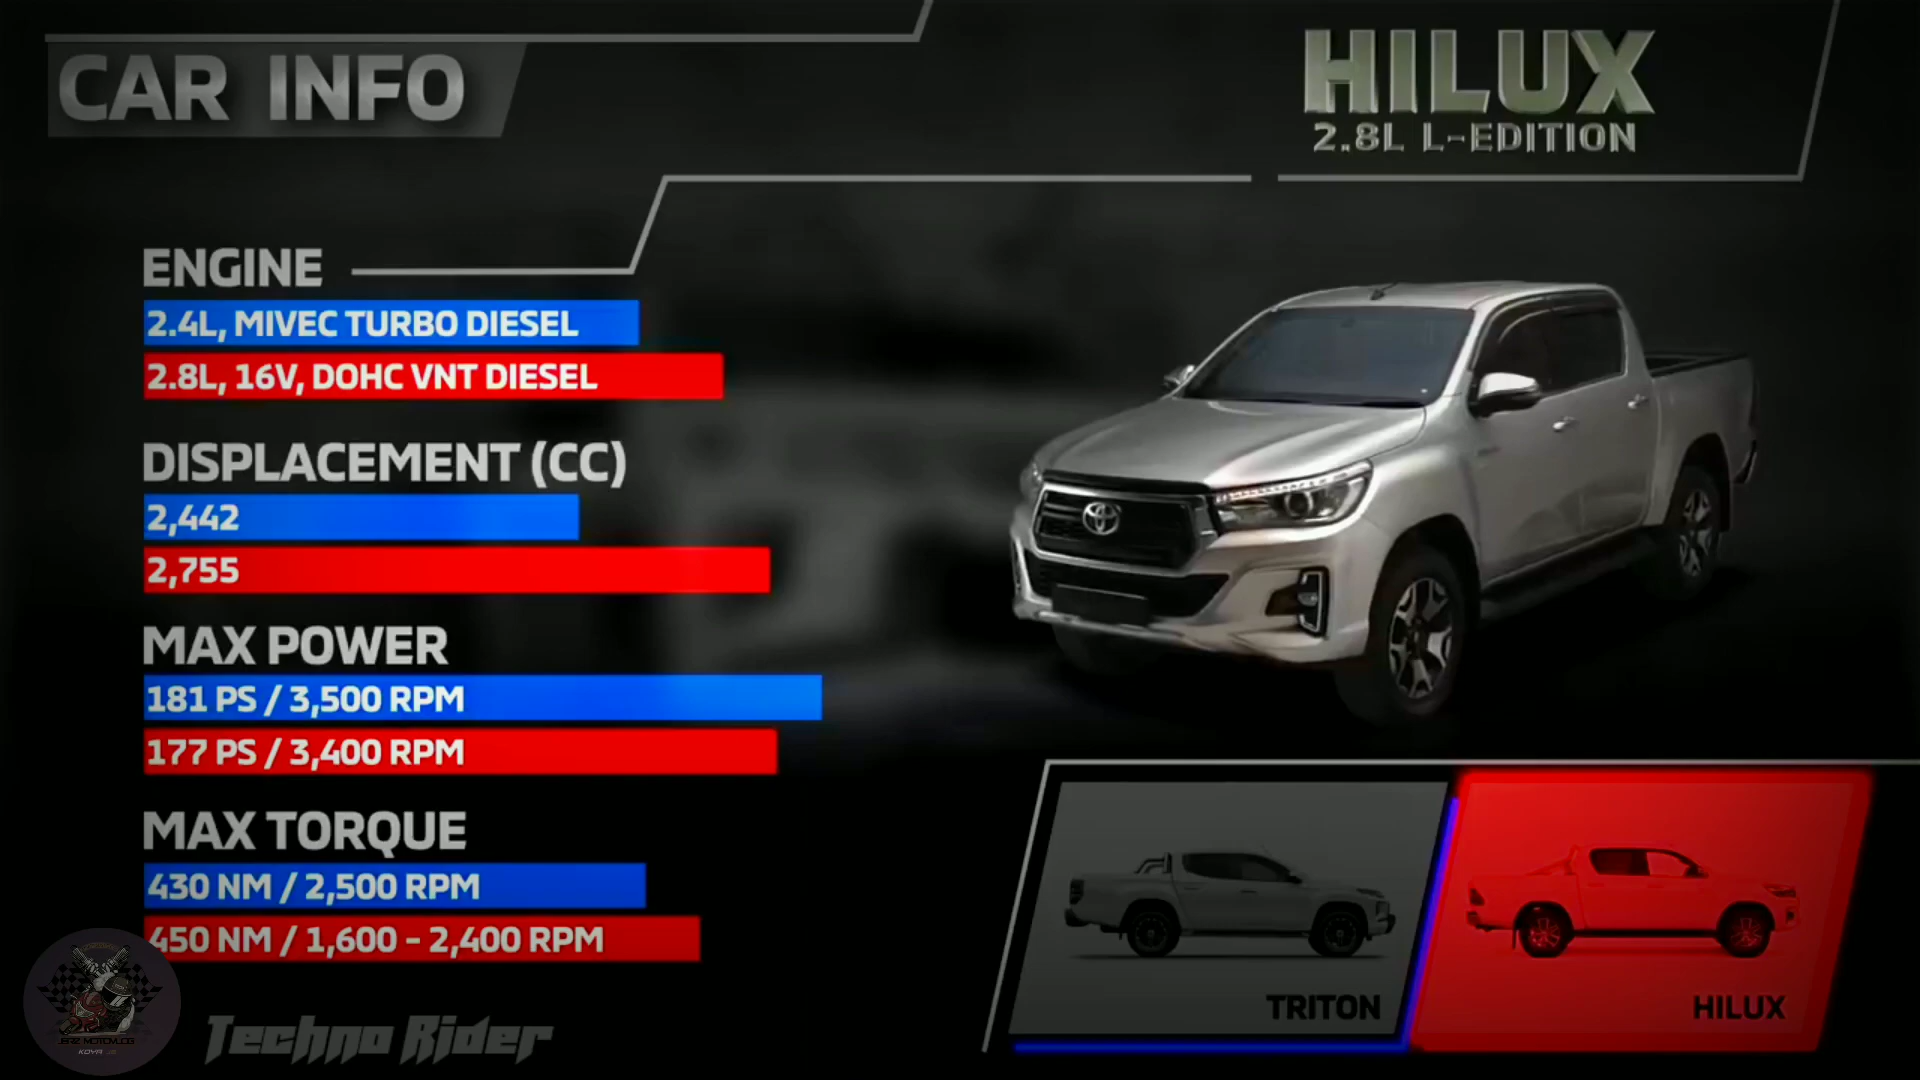 CAR INFO
HILUX
2.8L L-EDITION
ENGINE
2.4L, MIVEC TURBO DIESEL
2.8L, 16V, DOHC VNT DIESEL
DISPLACEMENT (CC)
2,442
2,755
MAX POWER
181 PS / 3,500 RPM
177 PS / 3,400 RPM
MAX TORQUE
430 NM / 2,500 RPM
450 NM / 1,600 - 2,400 RPM
TRITON
HILUX
Techno Rider